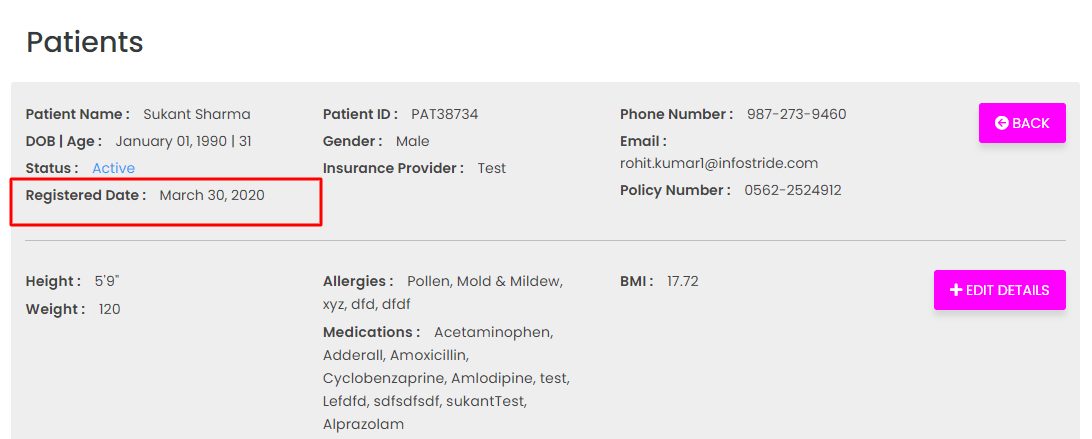 Patients
Patient Name : Sukant Sharma
DOB | Age : January 01, 1990 | 31
Status : Active
Registered Date : March 30, 2020
Patient ID : PAT38734
Gender : Male
Insurance Provider : Test
Phone Number : 987-273-9460
Email :
rohit.kumar1@infostride.com
Policy Number : 0562-2524912
BACK
Height : 5'9"
Weight : 120
Allergies : Pollen, Mold & Mildew,
xyz, dfd, dfdf
Medications : Acetaminophen,
Adderall, Amoxicillin,
Cyclobenzaprine, Amlodipine, test,
Lefdfd, sdfsdfsdf, sukantTest,
Alprazolam
BMI : 17.72
EDIT DETAILS